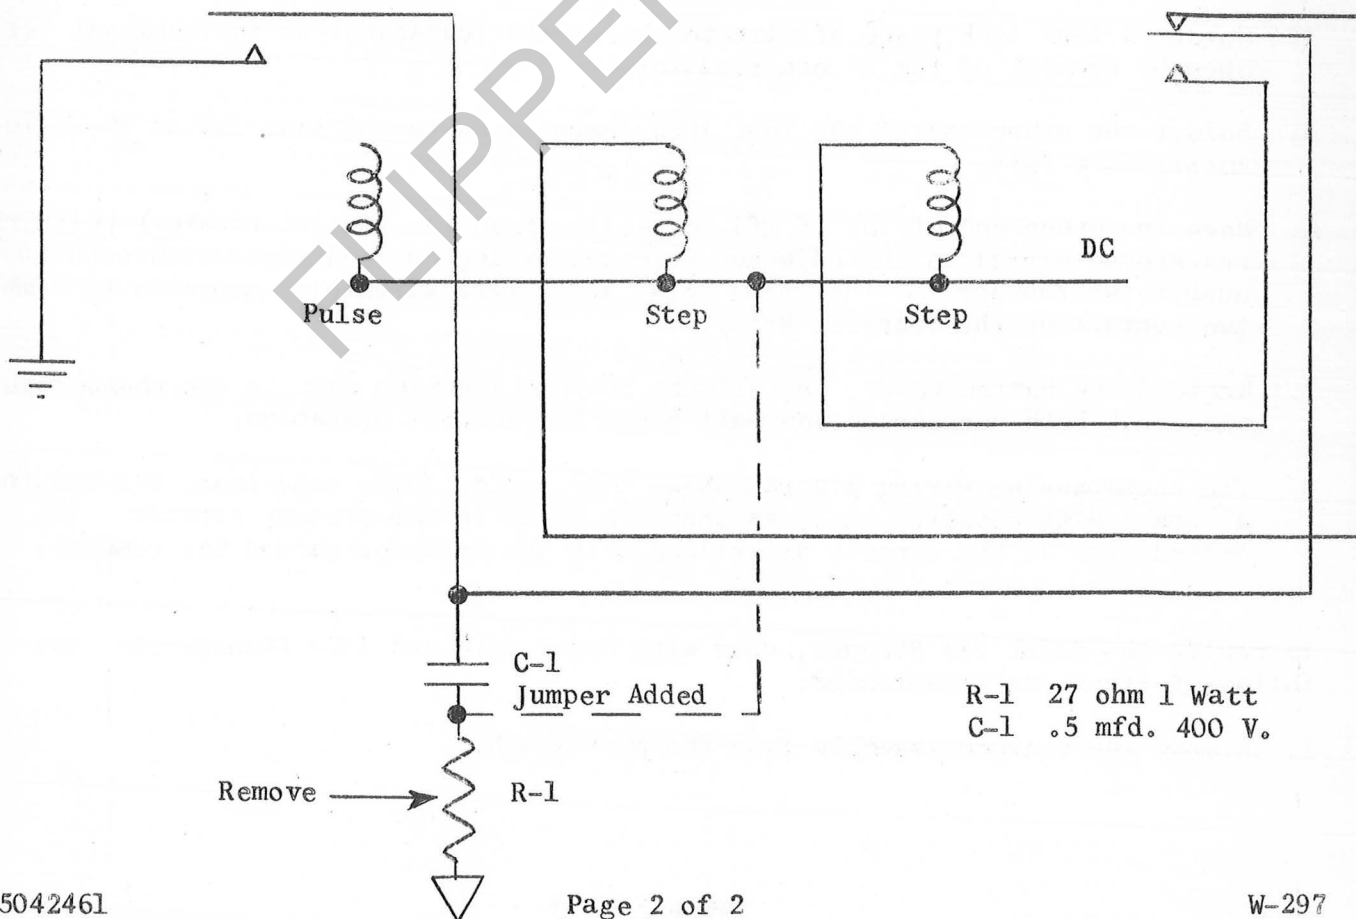 FLIPPER
DC
Pulse
Step
Step
C-1
Jumper Added
R-1 27 ohm 1 Watt
C-1 .5 mfd. 400 V.
Remove
R-1
5042461
Page 2 of 2
W-297